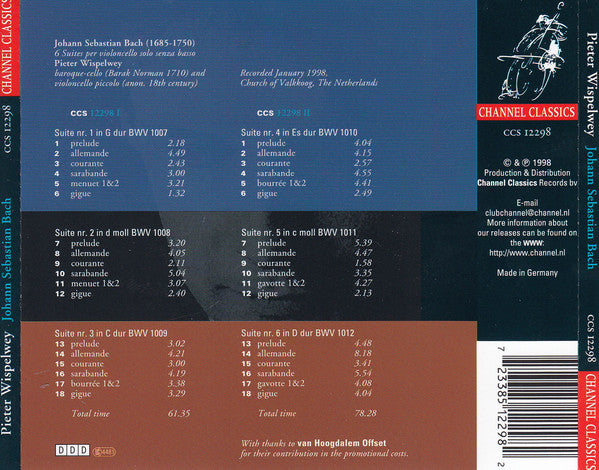 CHANNEL CLASSICS
CCS 12298
Johann Sebastian Bach
Pieter Wispelwey
Johann Sebastian Bach (1685-1750)
6 Suites per violoncello solo senza basso
Pieter Wispelwey
baroque-cello (Barak Norman 1710) and
violoncello piccolo (anon. 18th century)
Recorded January 1998,
Church of Valkkoog, The Netherlands
CCS 12298 I
Suite nr. 1 in G dur BWV 1007
1 prelude 2.18
2 allemande 4.49
3 courante 2.43
4 sarabande 3.00
5 menuet 1&2 3.21
6 gigue 1.32
Suite nr. 2 in d moll BWV 1008
7 prelude 3.20
8 allemande 4.05
9 courante 2.11
10 sarabande 5.04
11 menuet 1&2 3.07
12 gigue 2.40
Suite nr. 3 in C dur BWV 1009
13 prelude 3.02
14 allemande 4.21
15 courante 3.00
16 sarabande 4.19
17 bourrée 1&2 3.38
18 gigue 3.29
Total time 61.35
DDD
CCS 12298 II
Suite nr. 4 in Es dur BWV 1010
1 prelude 4.04
2 allemande 4.15
3 courante 2.57
4 sarabande 4.55
5 bourrée 1&2 4.41
6 gigue 2.49
Suite nr. 5 in c moll BWV 1011
7 prelude 5.39
8 allemande 4.47
9 courante 1.58
10 sarabande 3.35
11 gavotte 1&2 4.27
12 gigue 2.13
Suite nr. 6 in D dur BWV 1012
13 prelude 4.48
14 allemande 8.18
15 courante 3.41
16 sarabande 5.54
17 gavotte 1&2 4.08
18 gigue 4.04
Total time 78.28
With thanks to van Hoogdalem Offset
for their contribution in the promotional costs.
CHANNEL CLASSICS
CCS 12298
© & ℗ 1998
Production & Distribution
Channel Classics Records bv
E-mail
clubchannel@channel.nl
More information about
our releases can be found on
the WWW:
http://www.channel.nl
Made in Germany
7 23385 12298 2
Pieter Wispelwey
Johann Sebastian Bach
CCS 12298
CHANNEL CLASSICS